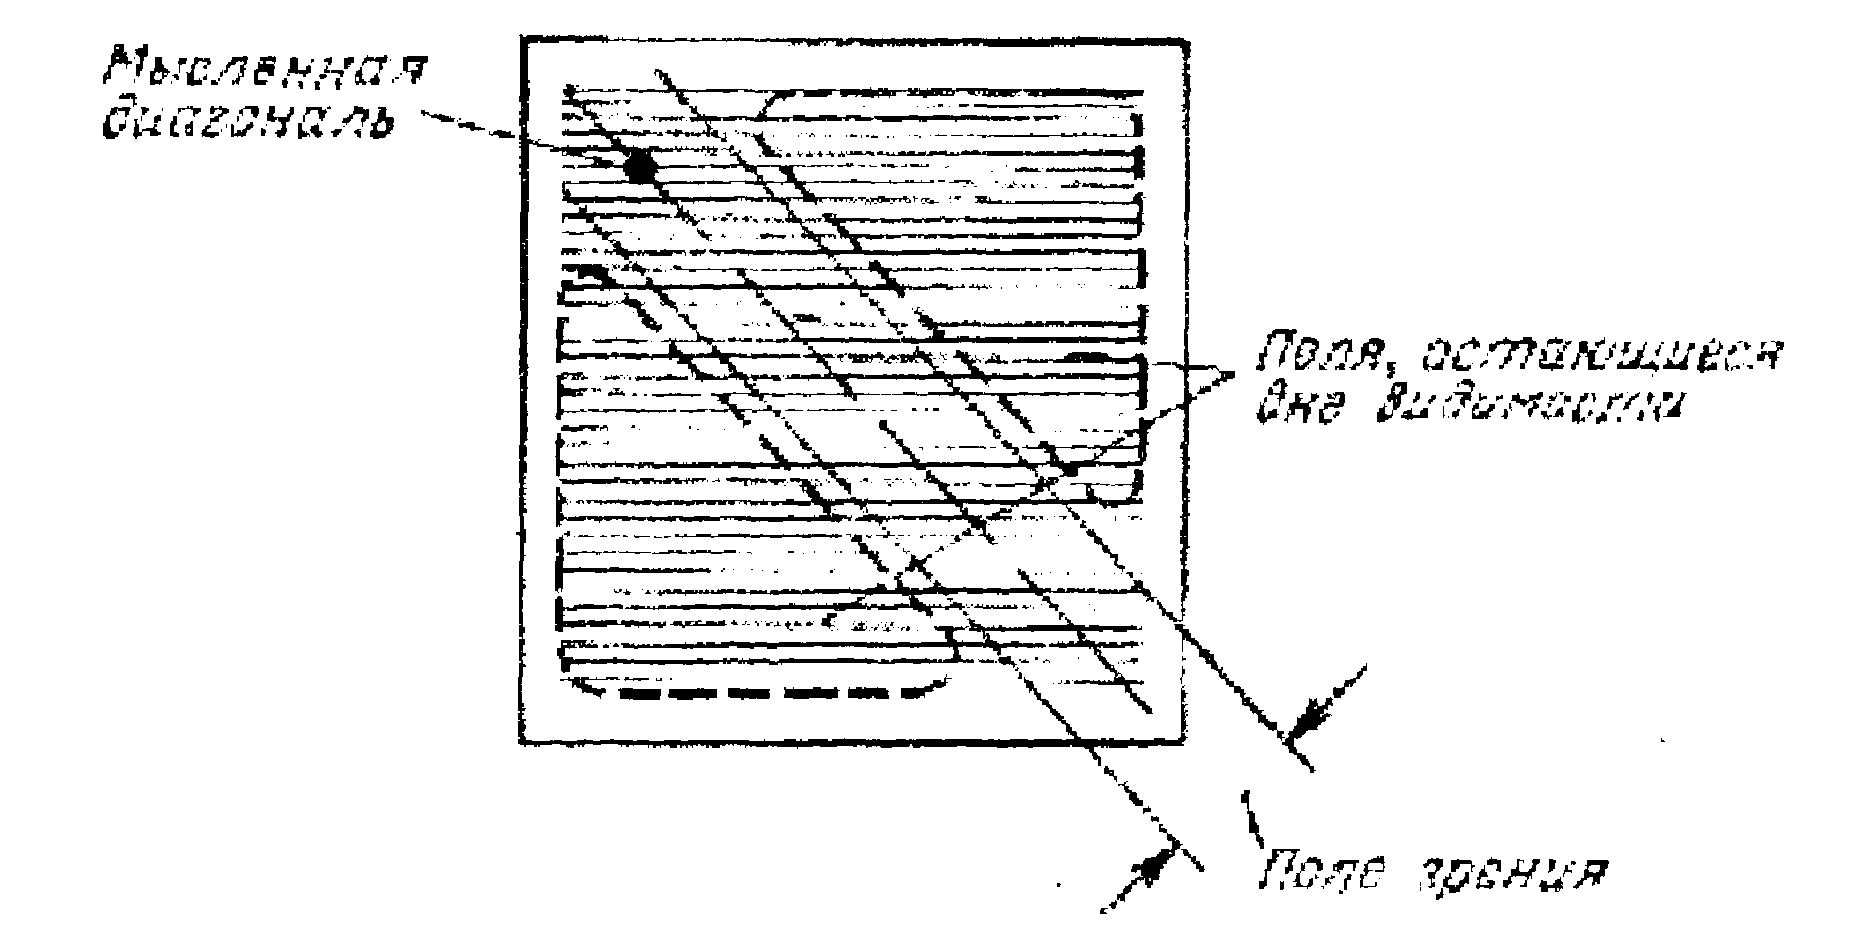 Мысленная
диагональ
Поля, остающиеся
вне видимости
Поле зрения